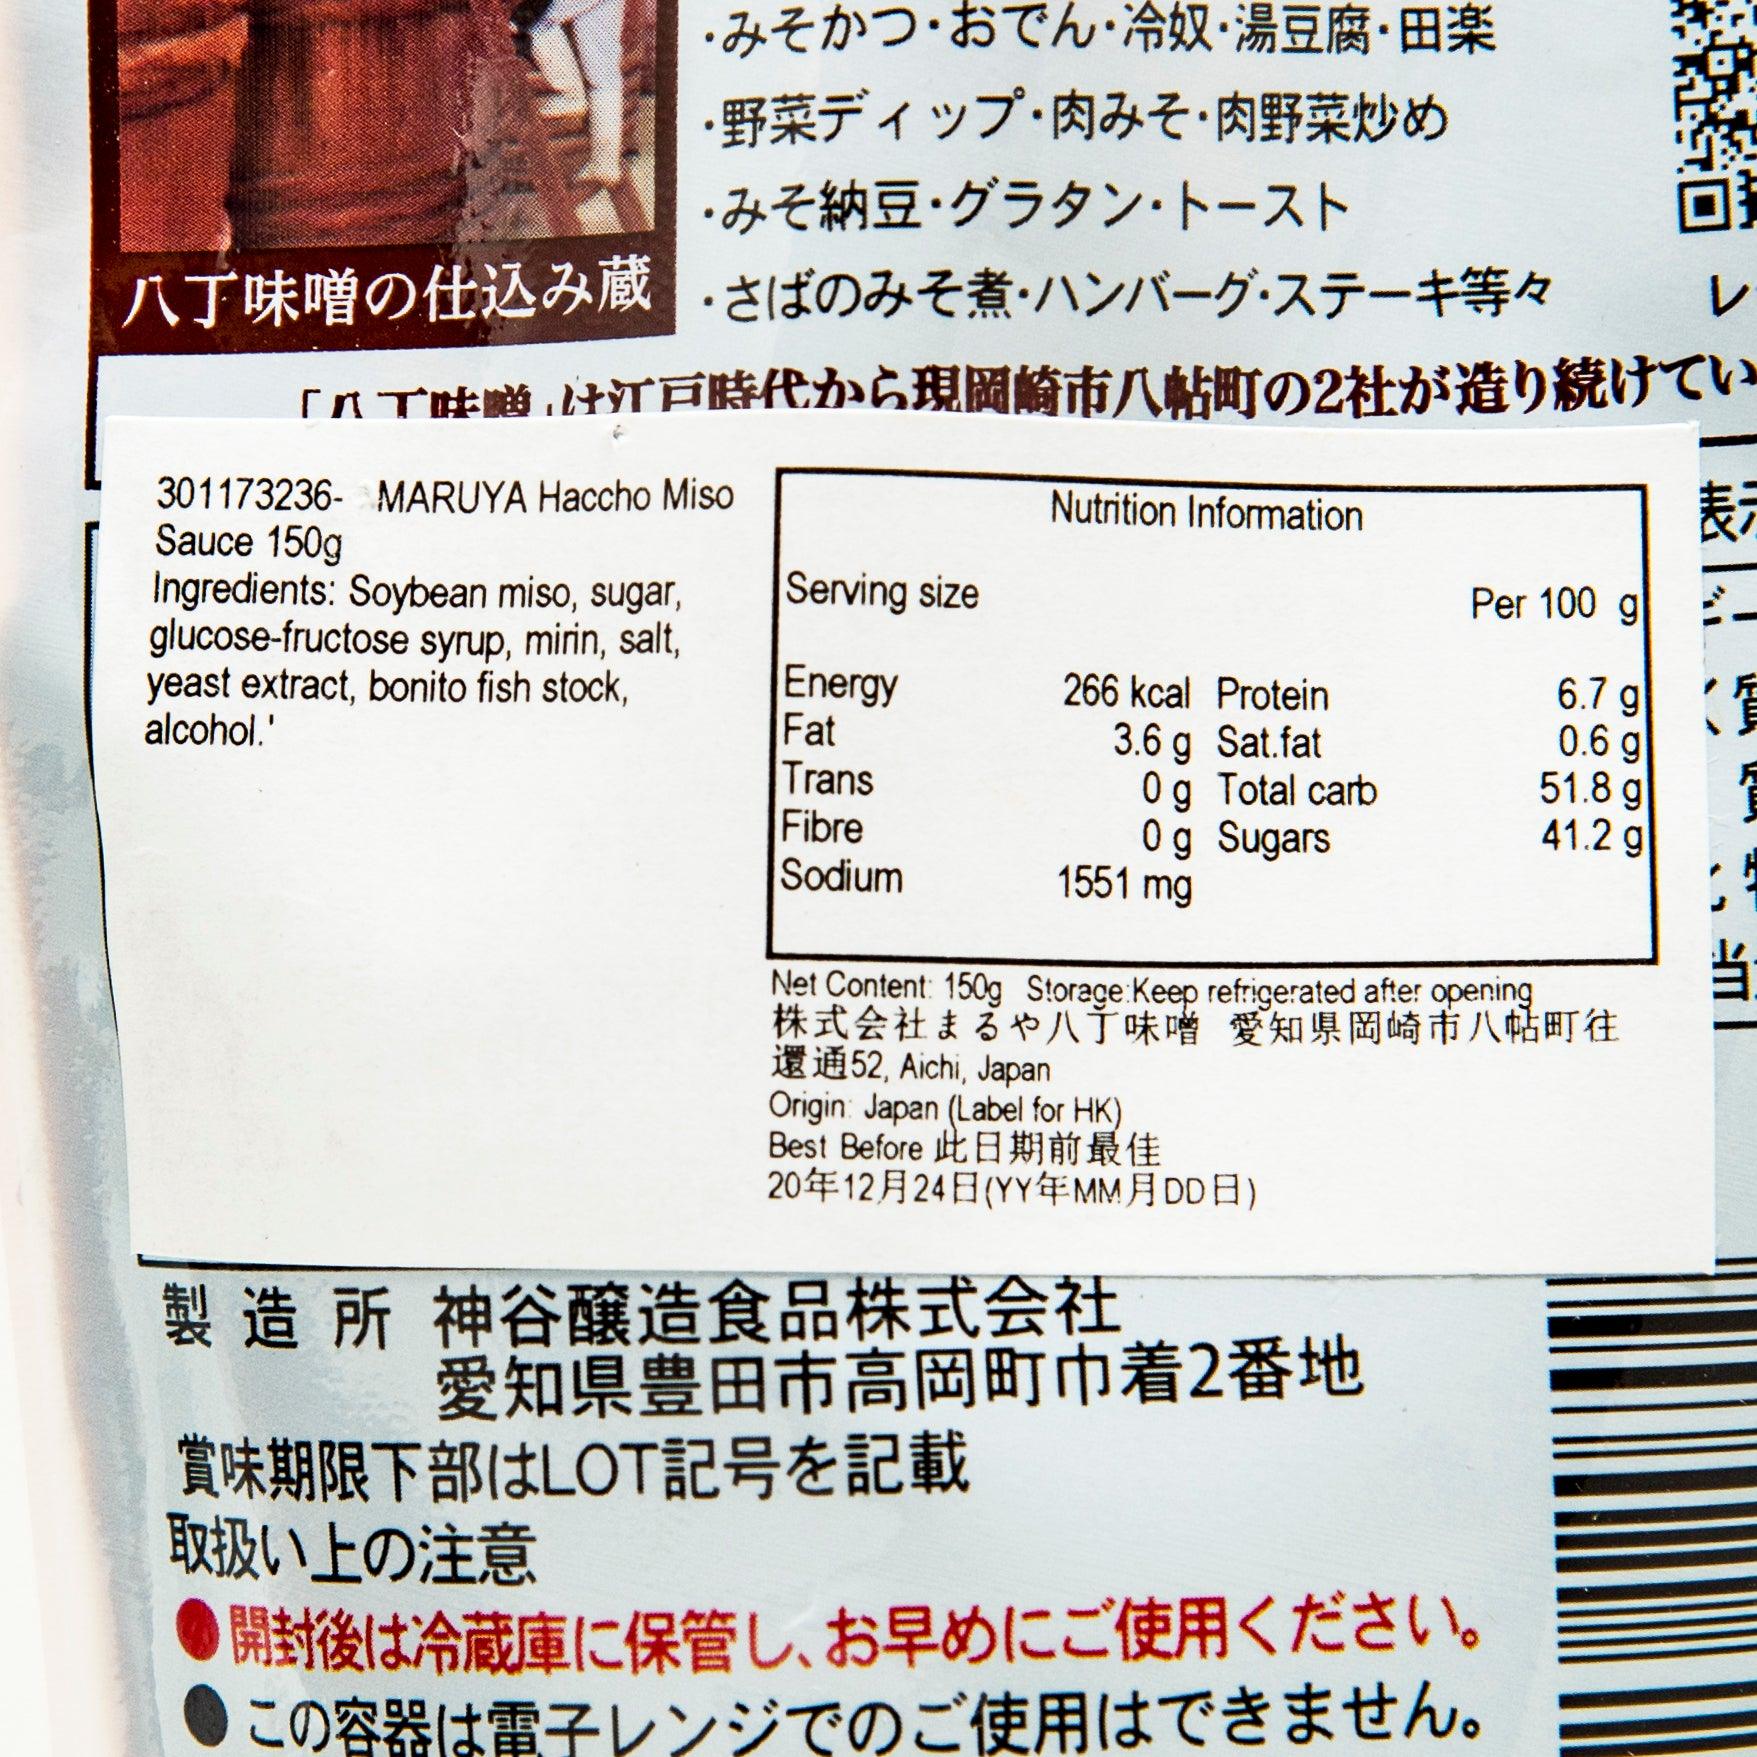 ・みそかつ・おでん・冷奴・湯豆腐・田楽
・野菜ディップ・肉みそ・肉野菜炒め
・みそ納豆・グラタン・トースト
・さばのみそ煮・ハンバーグ・ステーキ等々
八丁味噌の仕込み蔵
レ
「八丁味噌」は江戸時代から現岡崎市八帖町の2社が造り続けてい
表示
301173236- MARUYA Haccho Miso
Sauce 150g
Ingredients: Soybean miso, sugar,
glucose-fructose syrup, mirin, salt,
yeast extract, bonito fish stock,
alcohol.'
Nutrition Information
Serving size Per 100 g
Energy 266 kcal Protein 6.7 g
Fat 3.6 g Sat.fat 0.6 g
Trans 0 g Total carb 51.8 g
Fibre 0 g Sugars 41.2 g
Sodium 1551 mg
Net Content: 150g Storage:Keep refrigerated after opening
株式会社まるや八丁味噌 愛知県岡崎市八帖町往
還通52, Aichi, Japan
Origin: Japan (Label for HK)
Best Before 此日期前最佳
20年12月24日(YY年MM月DD日)
製造所 神谷醸造食品株式会社
愛知県豊田市高岡町巾着2番地
賞味期限下部はLOT記号を記載
取扱い上の注意
●開封後は冷蔵庫に保管し、お早めにご使用ください。
●この容器は電子レンジでのご使用はできません。